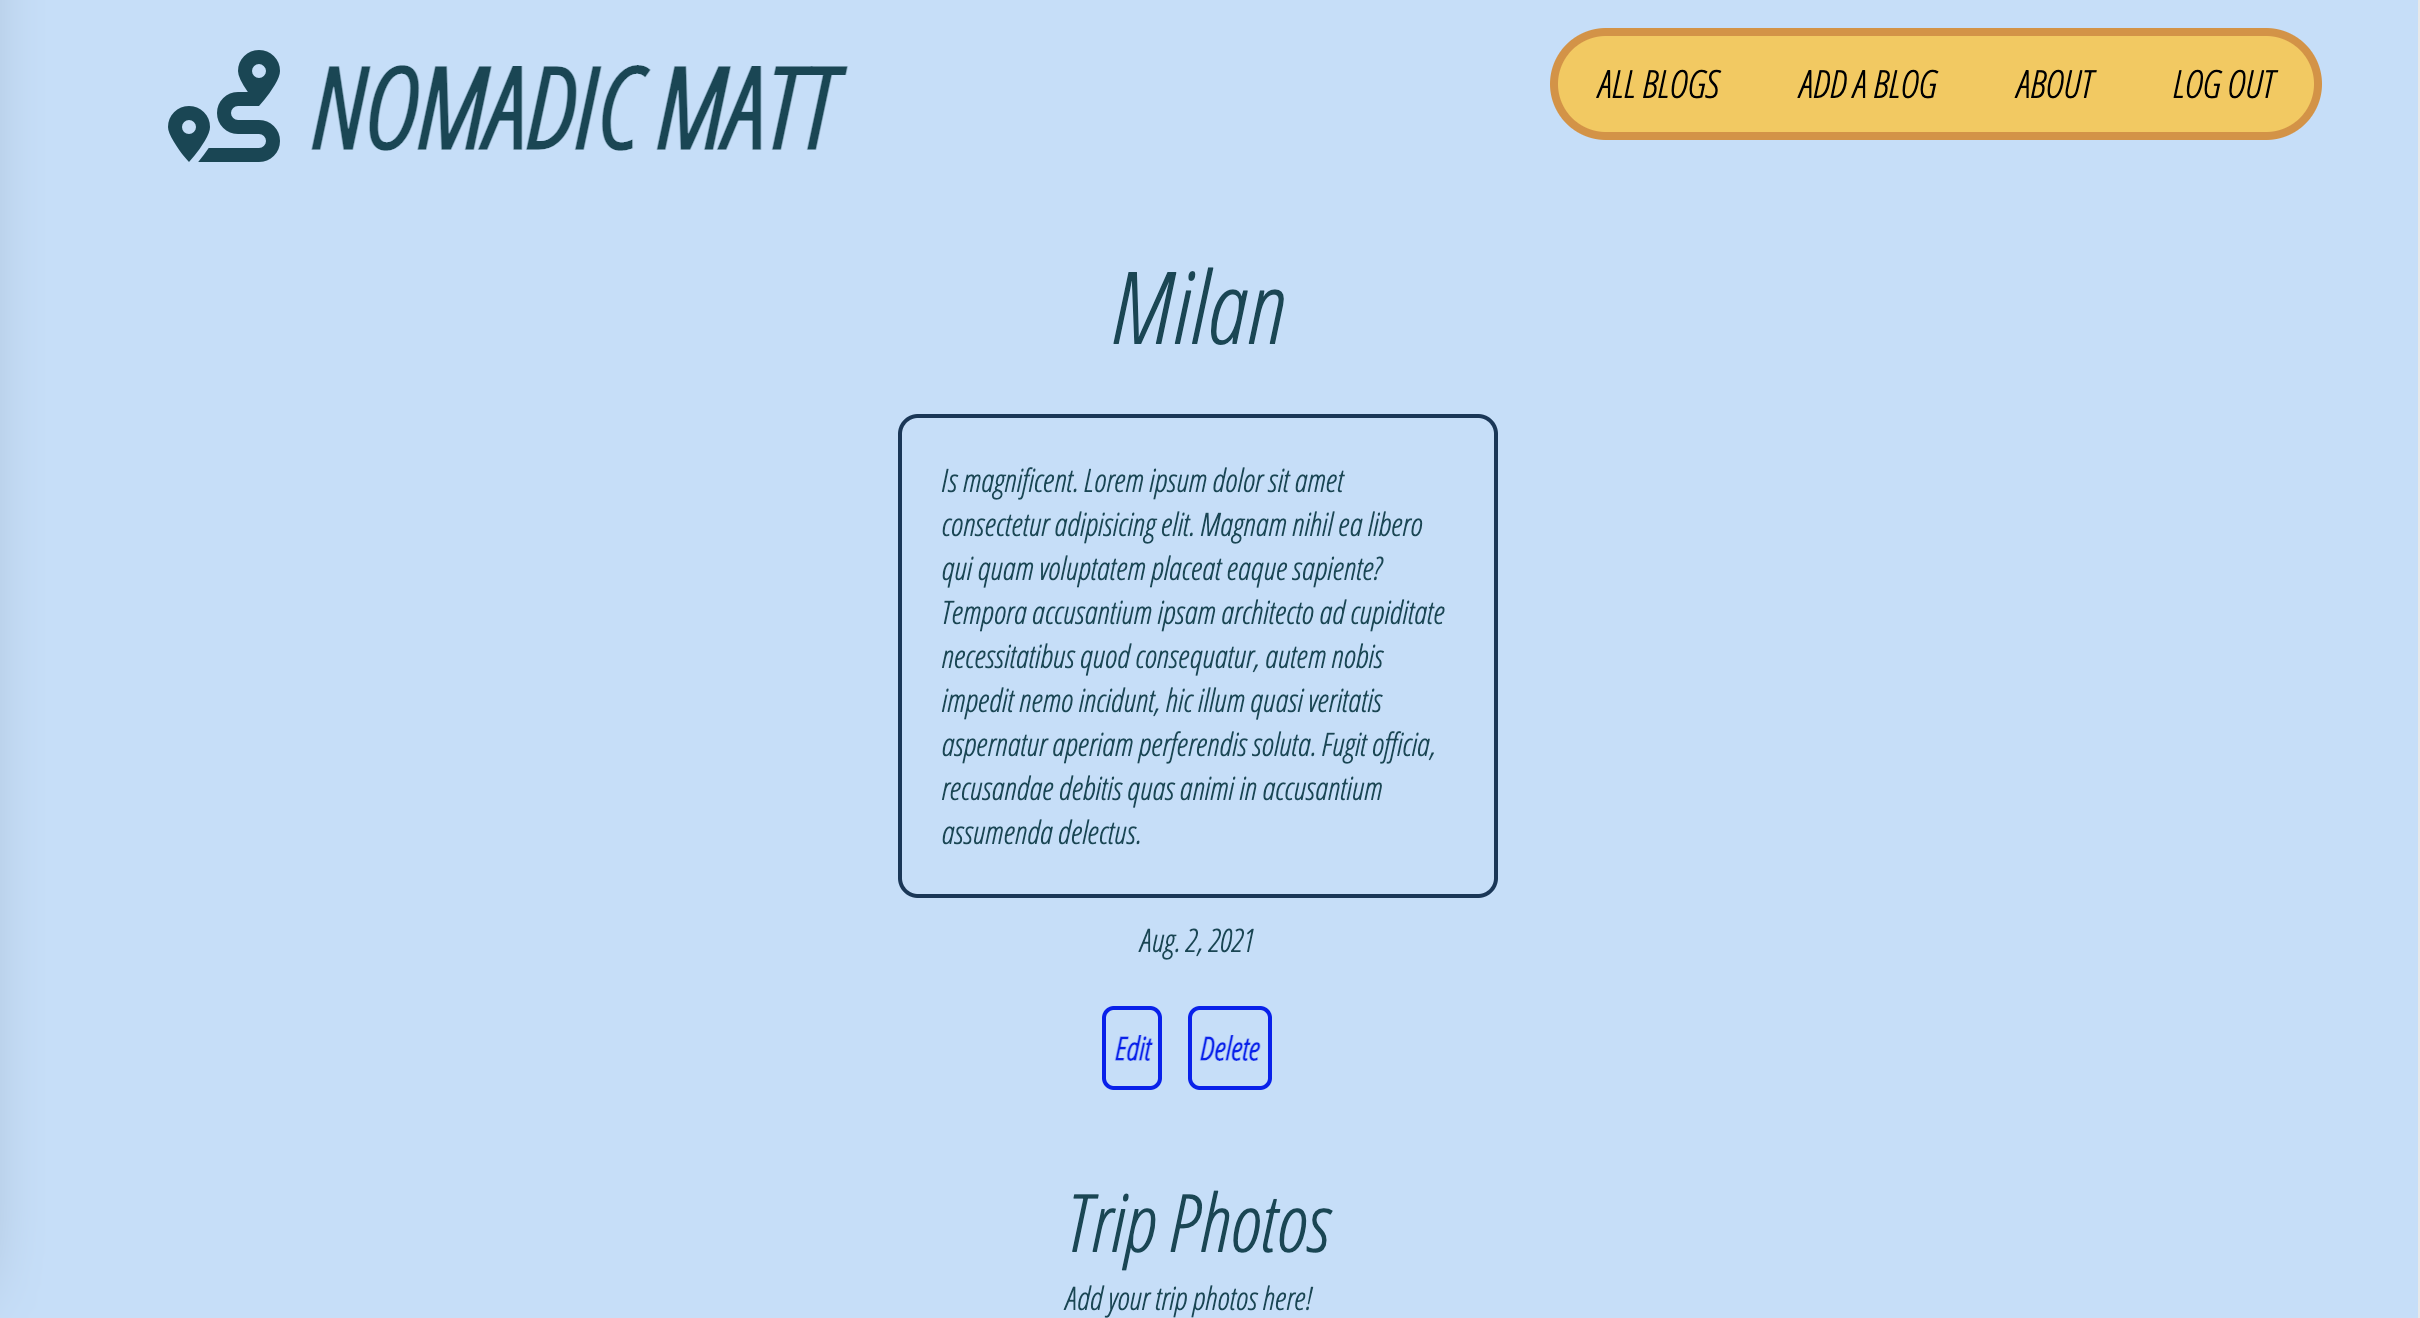 NOMADIC MATT
ALL BLOGS ADD A BLOG ABOUT LOG OUT
Milan
Is magnificent. Lorem ipsum dolor sit amet
consectetur adipisicing elit. Magnam nihil ea libero
qui quam voluptatem placeat eaque sapiente?
Tempora accusantium ipsam architecto ad cupiditate
necessitatibus quod consequatur, autem nobis
impedit nemo incidunt, hic illum quasi veritatis
aspernatur aperiam perferendis soluta. Fugit officia,
recusandae debitis quas animi in accusantium
assumenda delectus.
Aug. 2, 2021
Edit Delete
Trip Photos
Add your trip photos here!